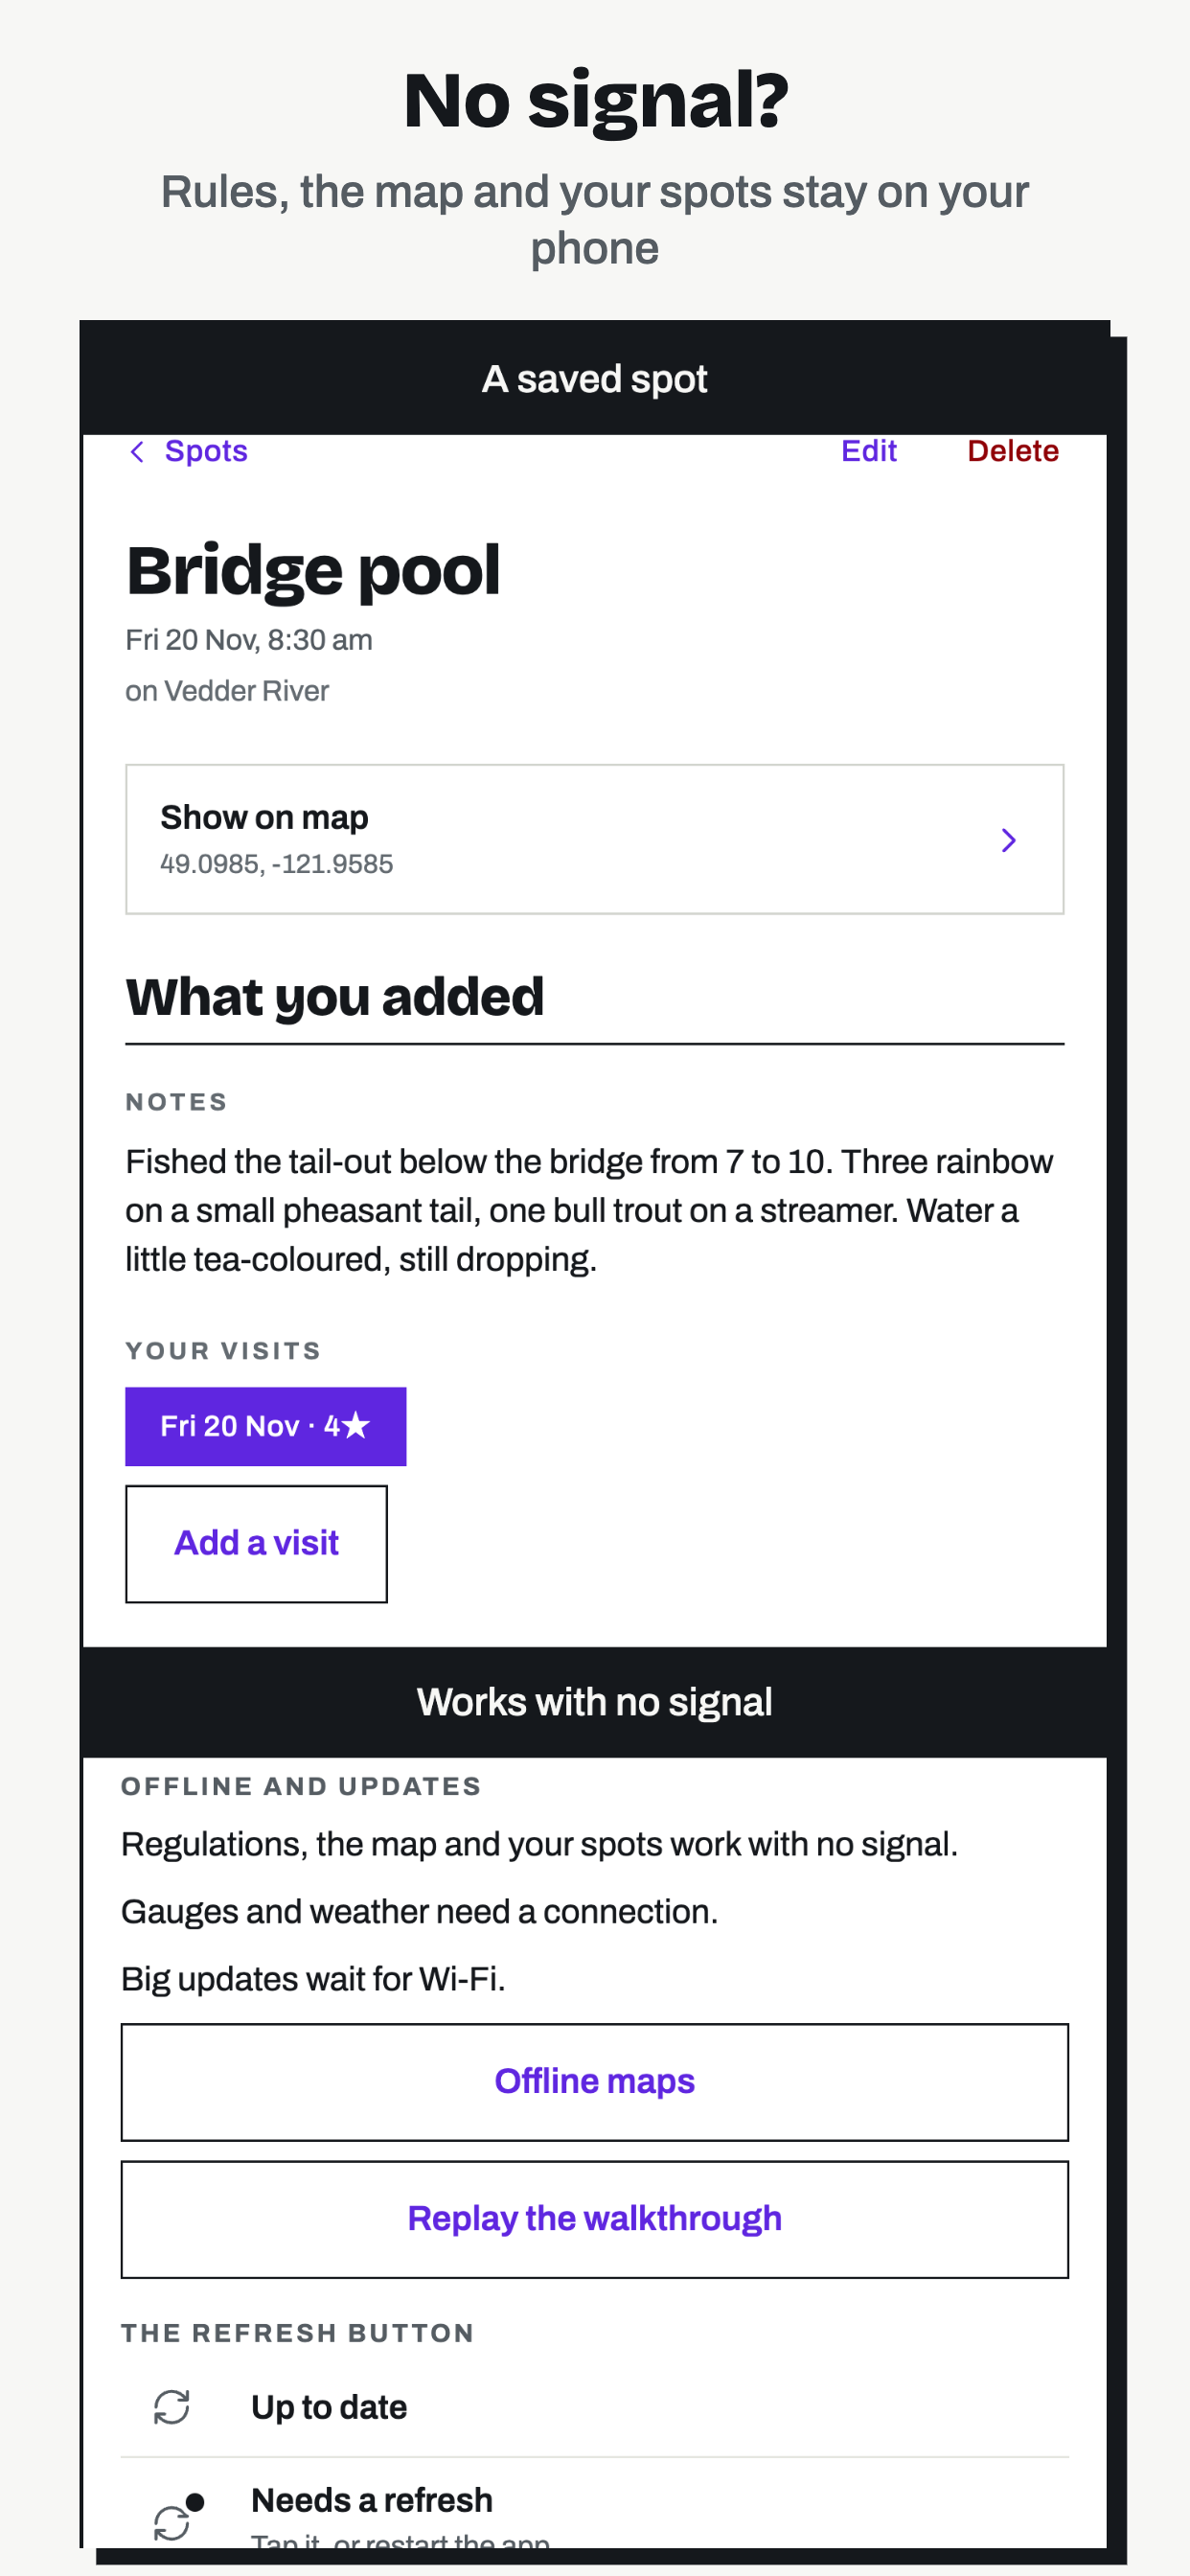 No signal?
Rules, the map and your spots stay on your
phone
A saved spot
Spots
Edit
Delete
Bridge pool
Fri 20 Nov, 8:30 am
on Vedder River
Show on map
49.0985, -121.9585
What you added
NOTES
Fished the tail-out below the bridge from 7 to 10. Three rainbow
on a small pheasant tail, one bull trout on a streamer. Water a
little tea-coloured, still dropping.
YOUR VISITS
Fri 20 Nov · 4★
Add a visit
Works with no signal
OFFLINE AND UPDATES
Regulations, the map and your spots work with no signal.
Gauges and weather need a connection.
Big updates wait for Wi-Fi.
Offline maps
Replay the walkthrough
THE REFRESH BUTTON
Up to date
Needs a refresh
Tap it, or restart the app